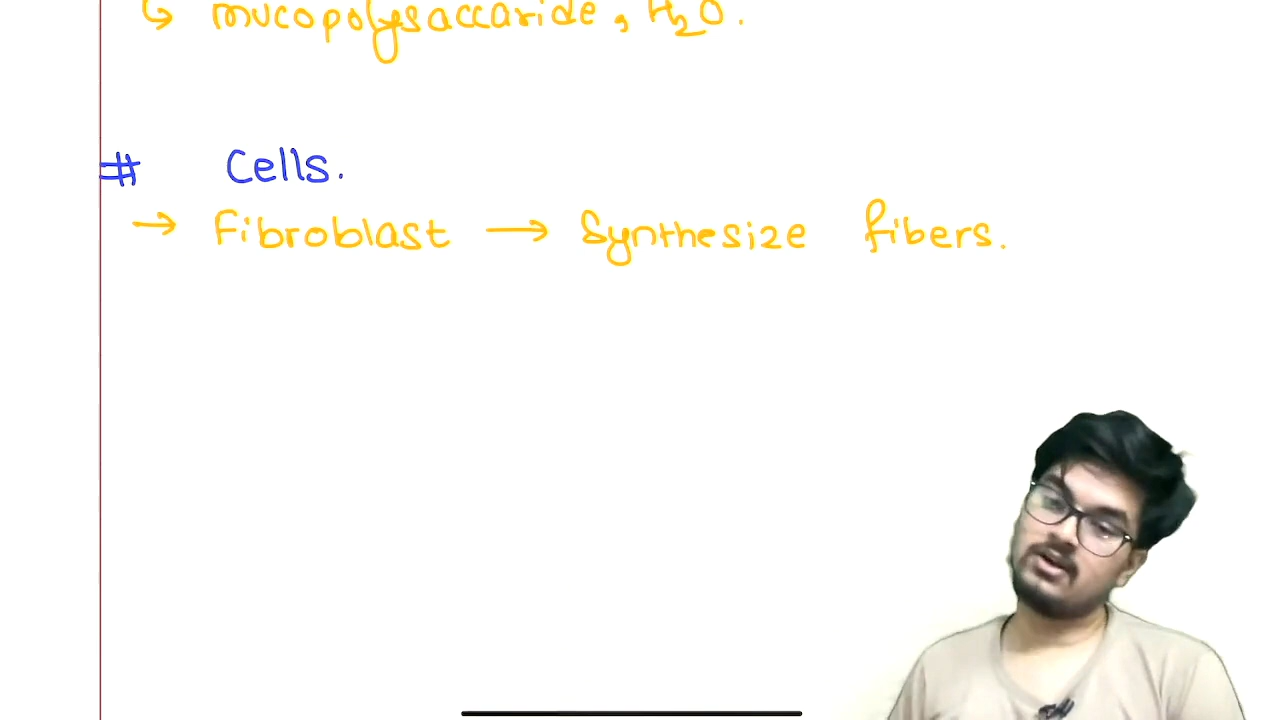 ↳ mucopolysaccaride, H₂O.
# Cells.
→ Fibroblast → Synthesize fibers.